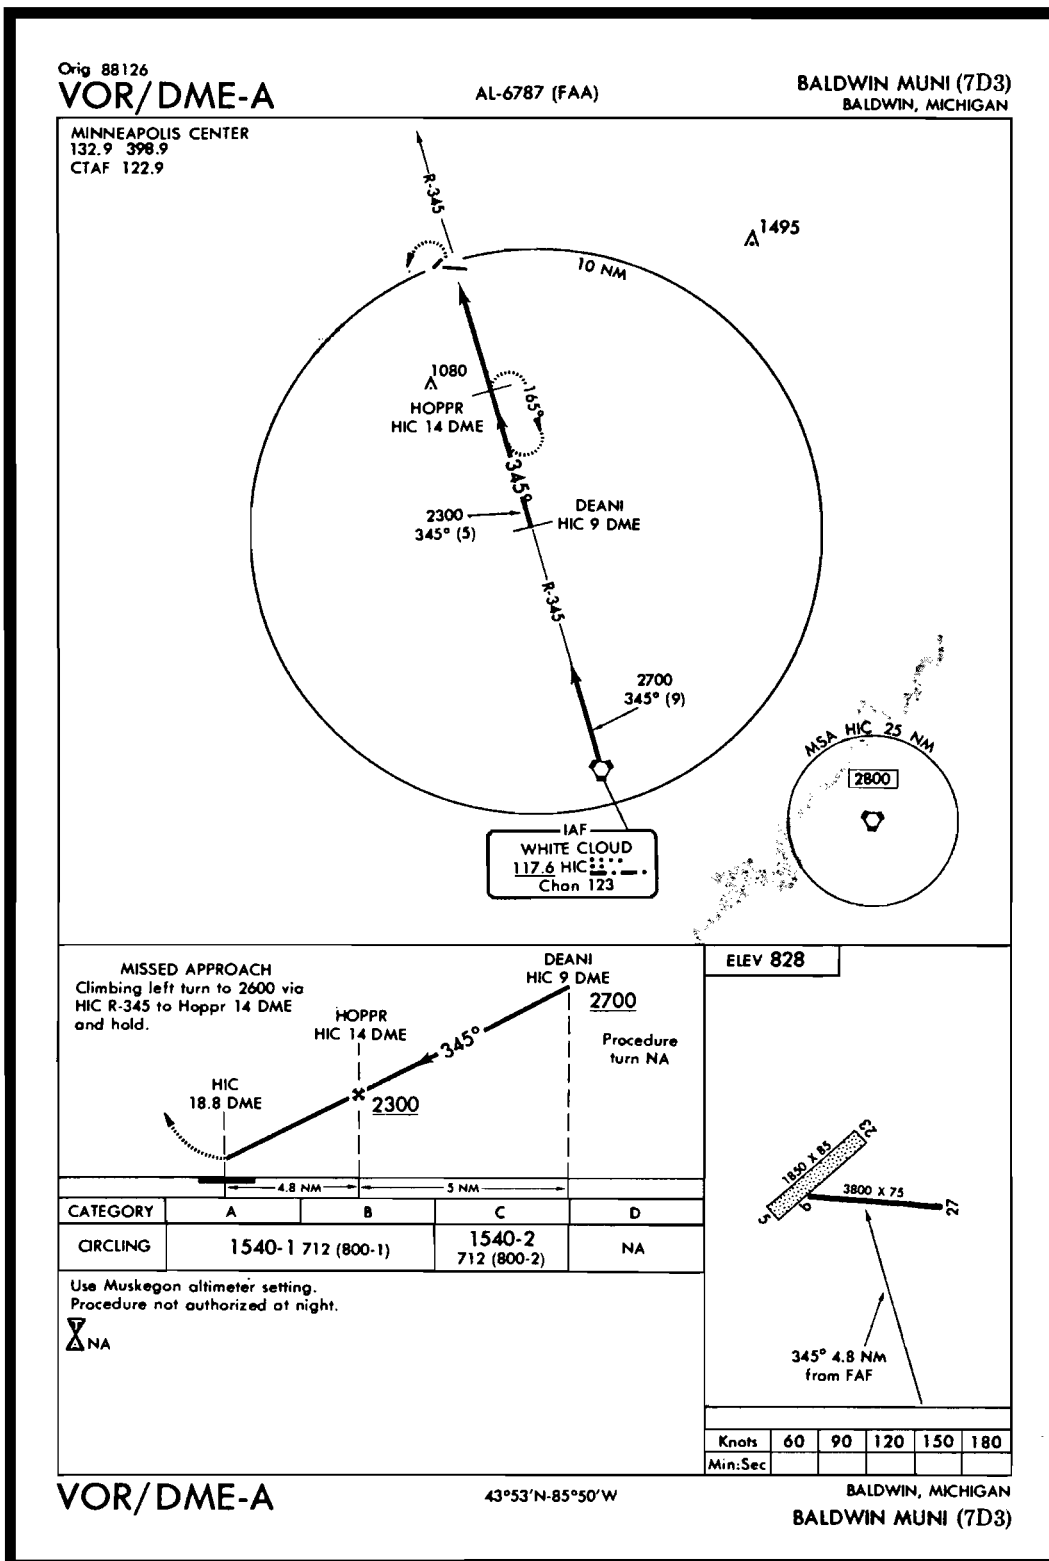 Orig 88126
VOR/DME-A
AL-6787 (FAA)
BALDWIN MUNI (7D3)
BALDWIN, MICHIGAN
MINNEAPOLIS CENTER
132.9 398.9
CTAF 122.9
R-345
1495
10 NM
1080
HOPPR
HIC 14 DME
165°
345°
2300
345° (5)
DEANI
HIC 9 DME
R-345
2700
345° (9)
IAF
WHITE CLOUD
117.6 HIC
Chan 123
MSA HIC 25 NM
2800
MISSED APPROACH
Climbing left turn to 2600 via
HIC R-345 to Hoppr 14 DME
and hold.
DEANI
HIC 9 DME
2700
HOPPR
HIC 14 DME
345°
Procedure
turn NA
HIC
18.8 DME
2300
4.8 NM
5 NM
ELEV 828
CATEGORY A B C D
CIRCLING 1540-1 712 (800-1) 1540-2 712 (800-2) NA
Use Muskegon altimeter setting.
Procedure not authorized at night.
T
A NA
1850 X 85
23
5
9
3800 X 75
27
345° 4.8 NM
from FAF
Knots 60 90 120 150 180
Min:Sec
VOR/DME-A
43°53'N-85°50'W
BALDWIN, MICHIGAN
BALDWIN MUNI (7D3)